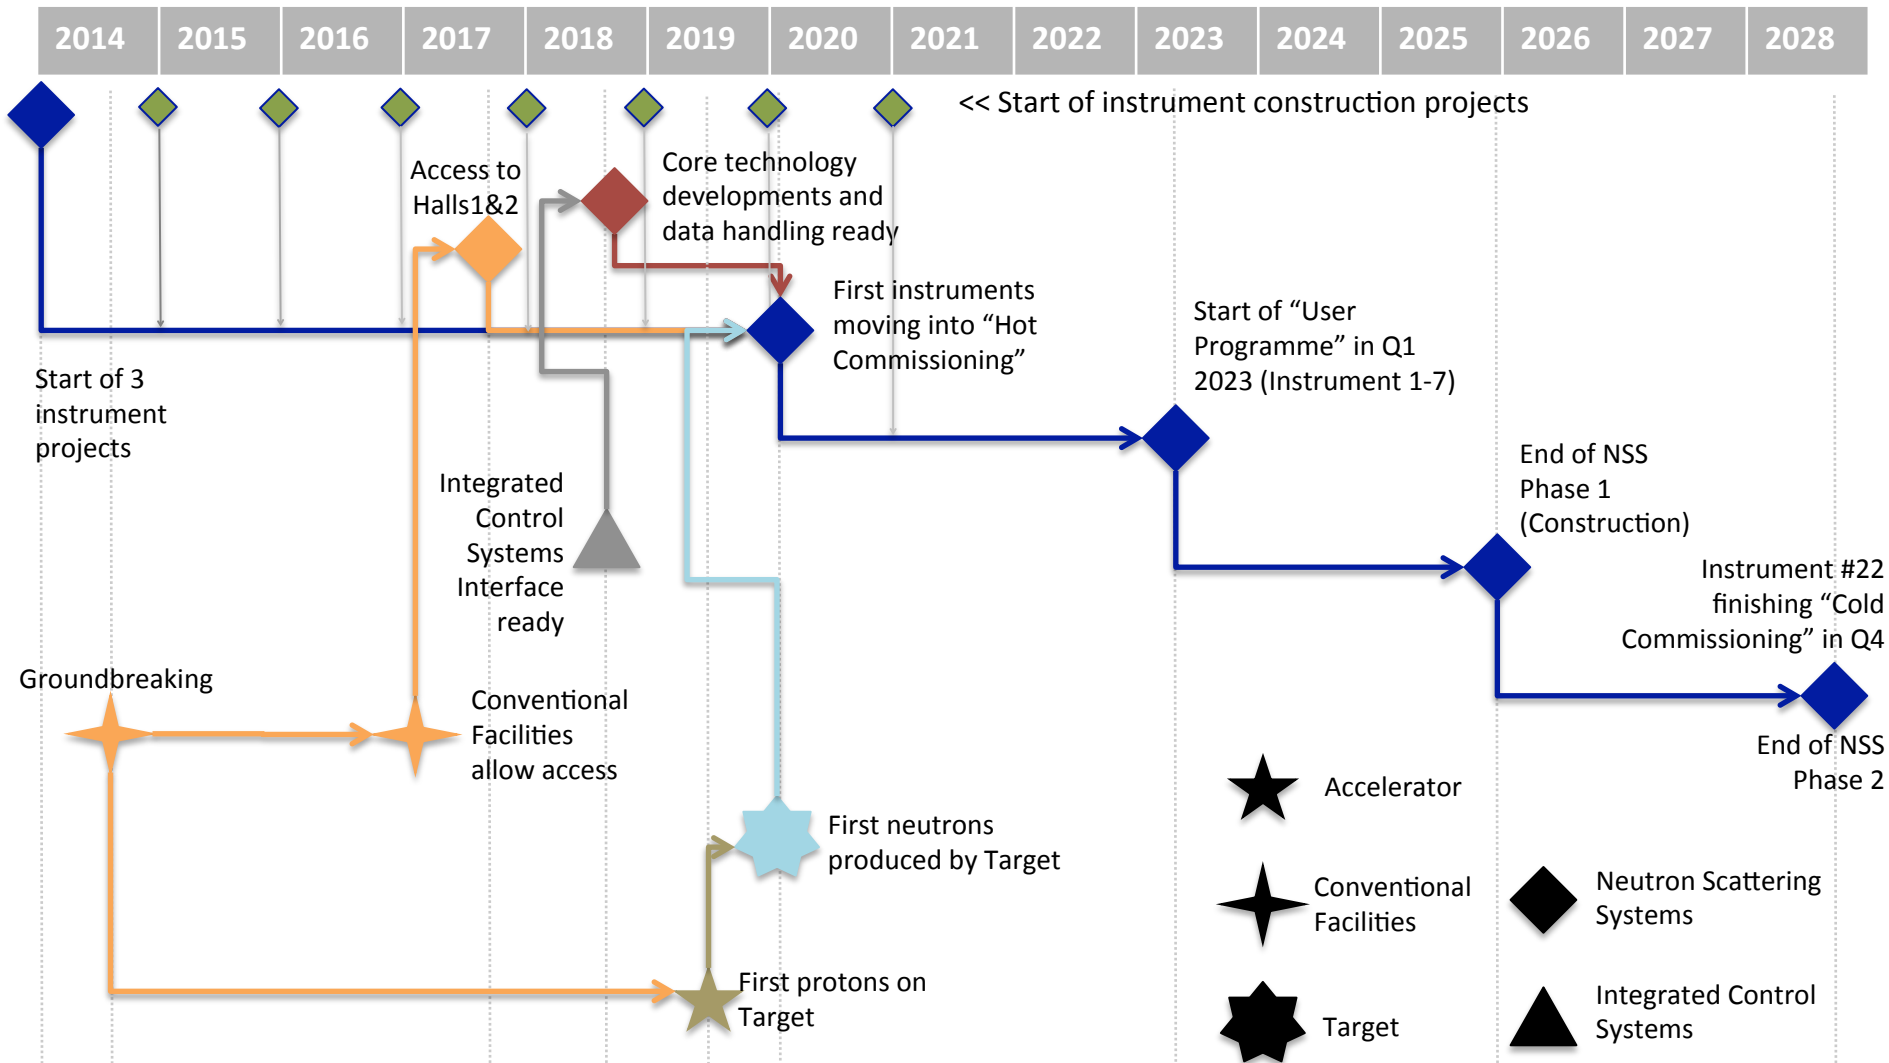 2014 2015 2016 2017 2018 2019 2020 2021 2022 2023 2024 2025 2026 2027 2028
<< Start of instrument construction projects
Access to
Halls1&2
Core technology
developments and
data handling ready
First instruments
moving into “Hot
Commissioning”
Start of “User
Programme” in Q1
2023 (Instrument 1-7)
Start of 3
instrument
projects
End of NSS
Phase 1
(Construction)
Integrated
Control
Systems
Interface
ready
Instrument #22
finishing “Cold
Commissioning” in Q4
Groundbreaking
Conventional
Facilities
allow access
End of NSS
Phase 2
First neutrons
produced by Target
First protons on
Target
Accelerator
Conventional
Facilities
Neutron Scattering
Systems
Target
Integrated Control
Systems